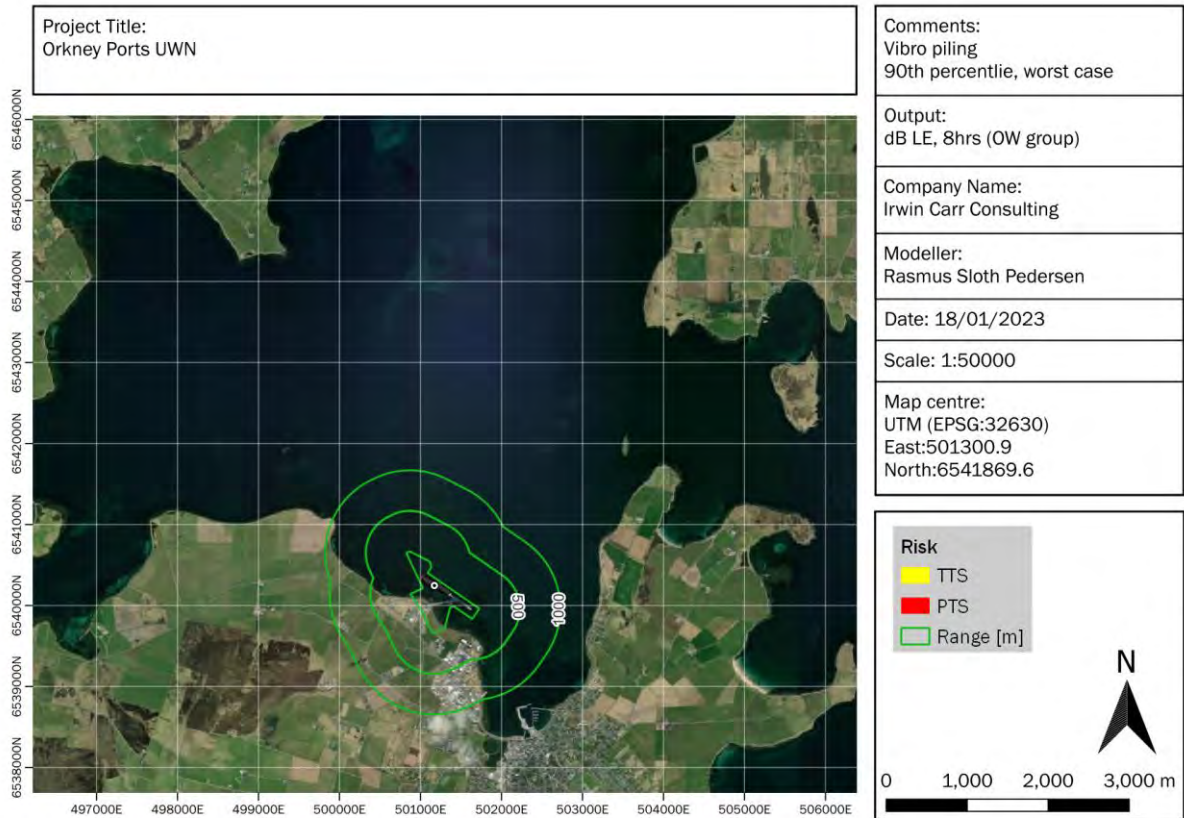 Project Title:
Orkney Ports UWN
Comments:
Vibro piling
90th percentlie, worst case
Output:
dB LE, 8hrs (OW group)
Company Name:
Irwin Carr Consulting
Modeller:
Rasmus Sloth Pedersen
Date: 18/01/2023
Scale: 1:50000
Map centre:
UTM (EPSG:32630)
East:501300.9
North:6541869.6
6546000N
6545000N
6544000N
6543000N
6542000N
6541000N
6540000N
6539000N
6538000N
500
1000
497000E
498000E
499000E
500000E
501000E
502000E
503000E
504000E
505000E
506000E
Risk
TTS
PTS
Range [m]
N
0 1,000 2,000 3,000 m